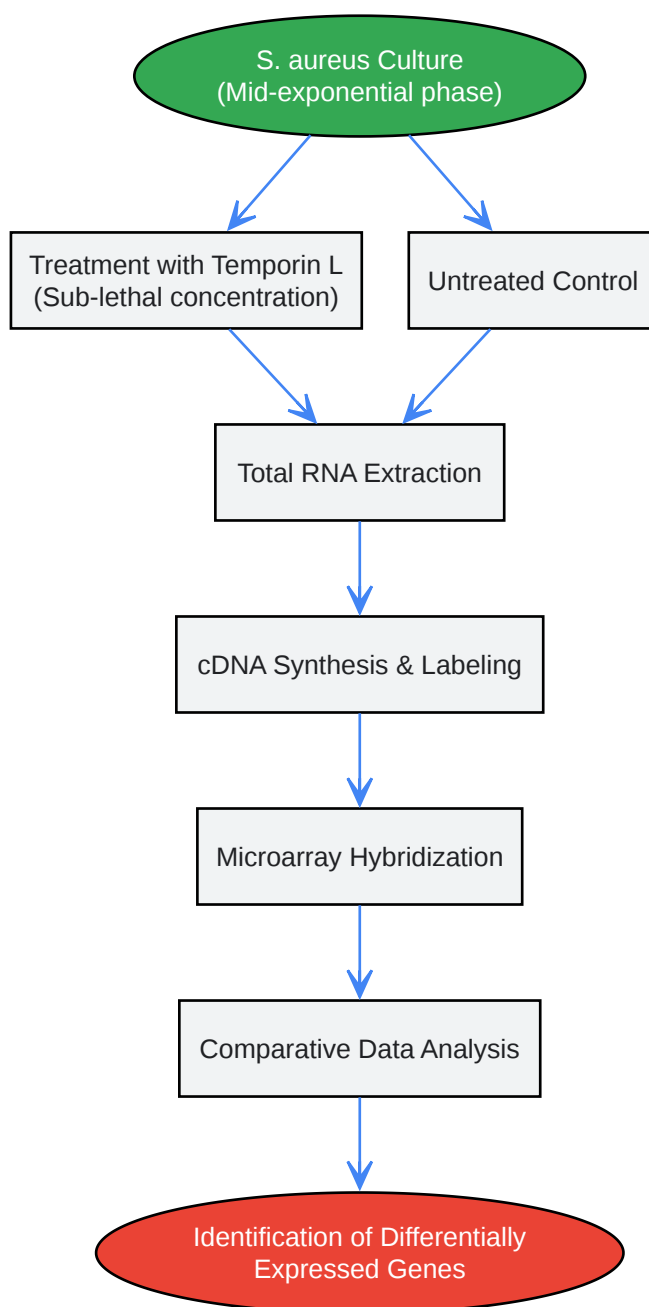 S. aureus Culture
(Mid-exponential phase)
Treatment with Temporin L
(Sub-lethal concentration)
Untreated Control
Total RNA Extraction
cDNA Synthesis & Labeling
Microarray Hybridization
Comparative Data Analysis
Identification of Differentially
Expressed Genes